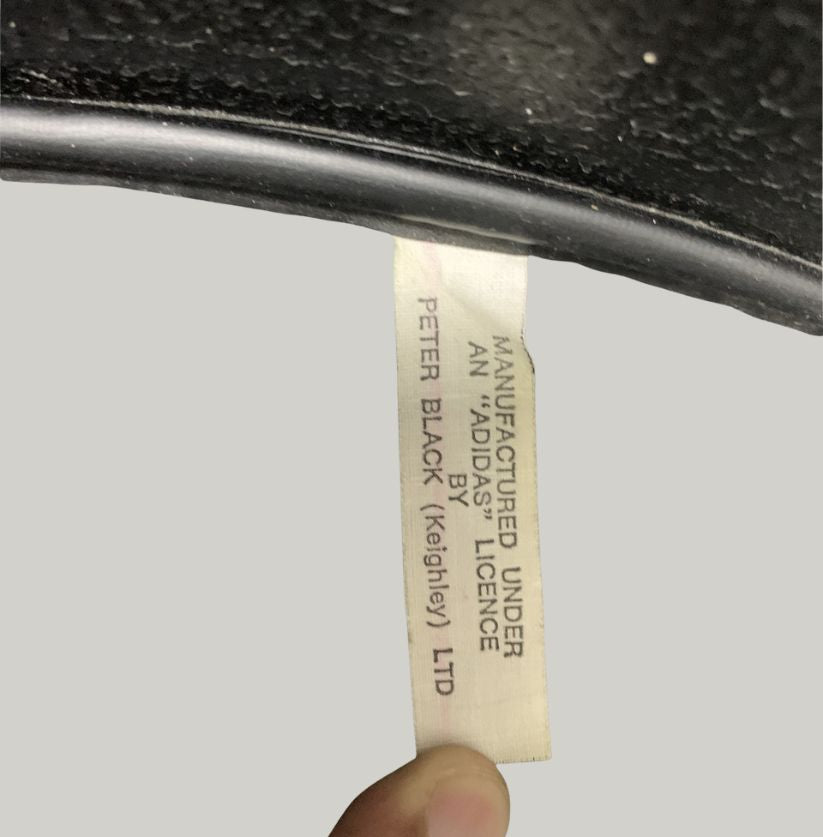 MANUFACTURED UNDER
AN “ADIDAS” LICENCE
BY
PETER BLACK (Keighley) LTD